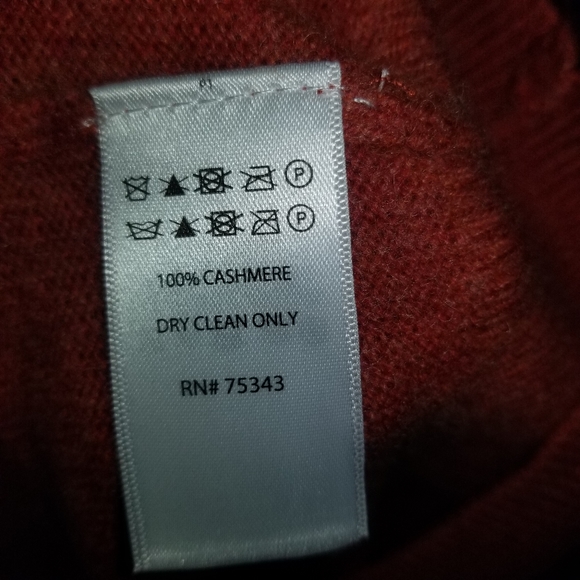 P
P
100% CASHMERE
DRY CLEAN ONLY
RN# 75343